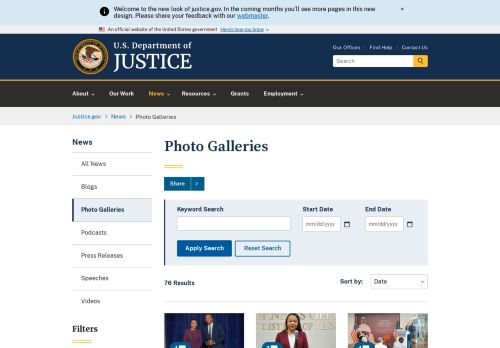 Welcome to the new look of justice.gov. In the coming months you'll see more pages in this new
design. Please share your feedback with our webmaster.
×
An official website of the United States government Here's how you know
Our Offices | Find Help | Contact Us
U.S. Department of
JUSTICE
Search
About Our Work News Resources Grants Employment
Justice.gov > News > Photo Galleries
News
All News
Blogs
Photo Galleries
Podcasts
Press Releases
Speeches
Videos
Filters
Photo Galleries
Share
Keyword Search Start Date End Date
mm/dd/yyyy mm/dd/yyyy
Apply Search Reset Search
76 Results Sort by: Date